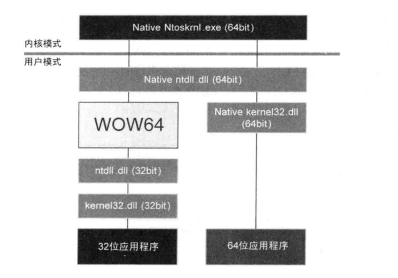 Native Ntoskrnl.exe (64bit)
内核模式
用户模式
Native ntdll.dll (64bit)
WOW64
Native kernel32.dll
(64bit)
ntdll.dll (32bit)
kernel32.dll (32bit)
32位应用程序
64位应用程序